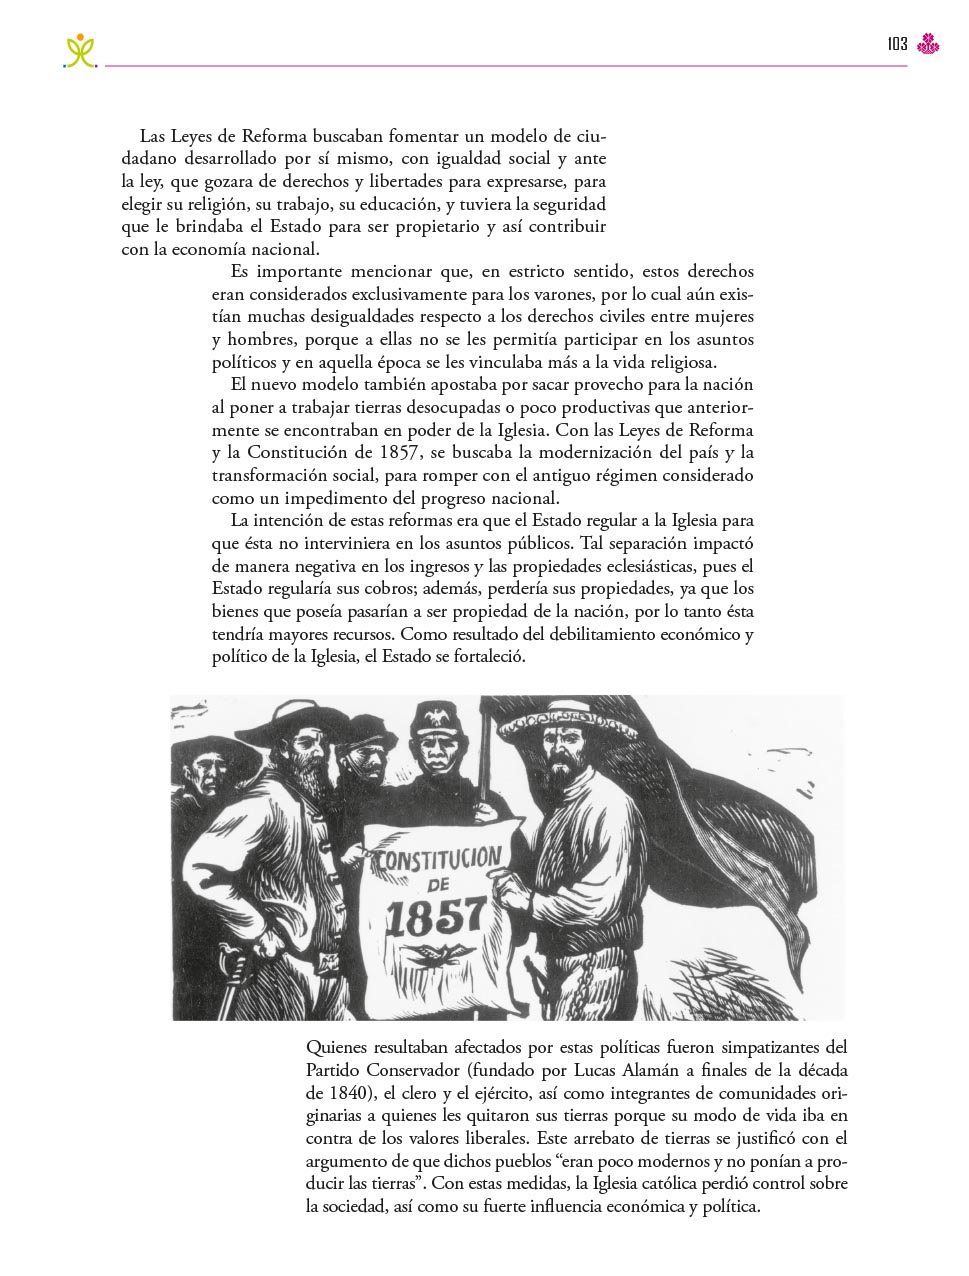 103
Las Leyes de Reforma buscaban fomentar un modelo de ciu-
dadano desarrollado por sí mismo, con igualdad social y ante
la ley, que gozara de derechos y libertades para expresarse, para
elegir su religión, su trabajo, su educación, y tuviera la seguridad
que le brindaba el Estado para ser propietario y así contribuir
con la economía nacional.
Es importante mencionar que, en estricto sentido, estos derechos
eran considerados exclusivamente para los varones, por lo cual aún exis-
tían muchas desigualdades respecto a los derechos civiles entre mujeres
y hombres, porque a ellas no se les permitía participar en los asuntos
políticos y en aquella época se les vinculaba más a la vida religiosa.
El nuevo modelo también apostaba por sacar provecho para la nación
al poner a trabajar tierras desocupadas o poco productivas que anterior-
mente se encontraban en poder de la Iglesia. Con las Leyes de Reforma
y la Constitución de 1857, se buscaba la modernización del país y la
transformación social, para romper con el antiguo régimen considerado
como un impedimento del progreso nacional.
La intención de estas reformas era que el Estado regular a la Iglesia para
que ésta no interviniera en los asuntos públicos. Tal separación impactó
de manera negativa en los ingresos y las propiedades eclesiásticas, pues el
Estado regularía sus cobros; además, perdería sus propiedades, ya que los
bienes que poseía pasarían a ser propiedad de la nación, por lo tanto ésta
tendría mayores recursos. Como resultado del debilitamiento económico y
político de la Iglesia, el Estado se fortaleció.
CONSTITUCION
DE
1857
Quienes resultaban afectados por estas políticas fueron simpatizantes del
Partido Conservador (fundado por Lucas Alamán a finales de la década
de 1840), el clero y el ejército, así como integrantes de comunidades ori-
ginarias a quienes les quitaron sus tierras porque su modo de vida iba en
contra de los valores liberales. Este arrebato de tierras se justificó con el
argumento de que dichos pueblos “eran poco modernos y no ponían a pro-
ducir las tierras”. Con estas medidas, la Iglesia católica perdió control sobre
la sociedad, así como su fuerte influencia económica y política.